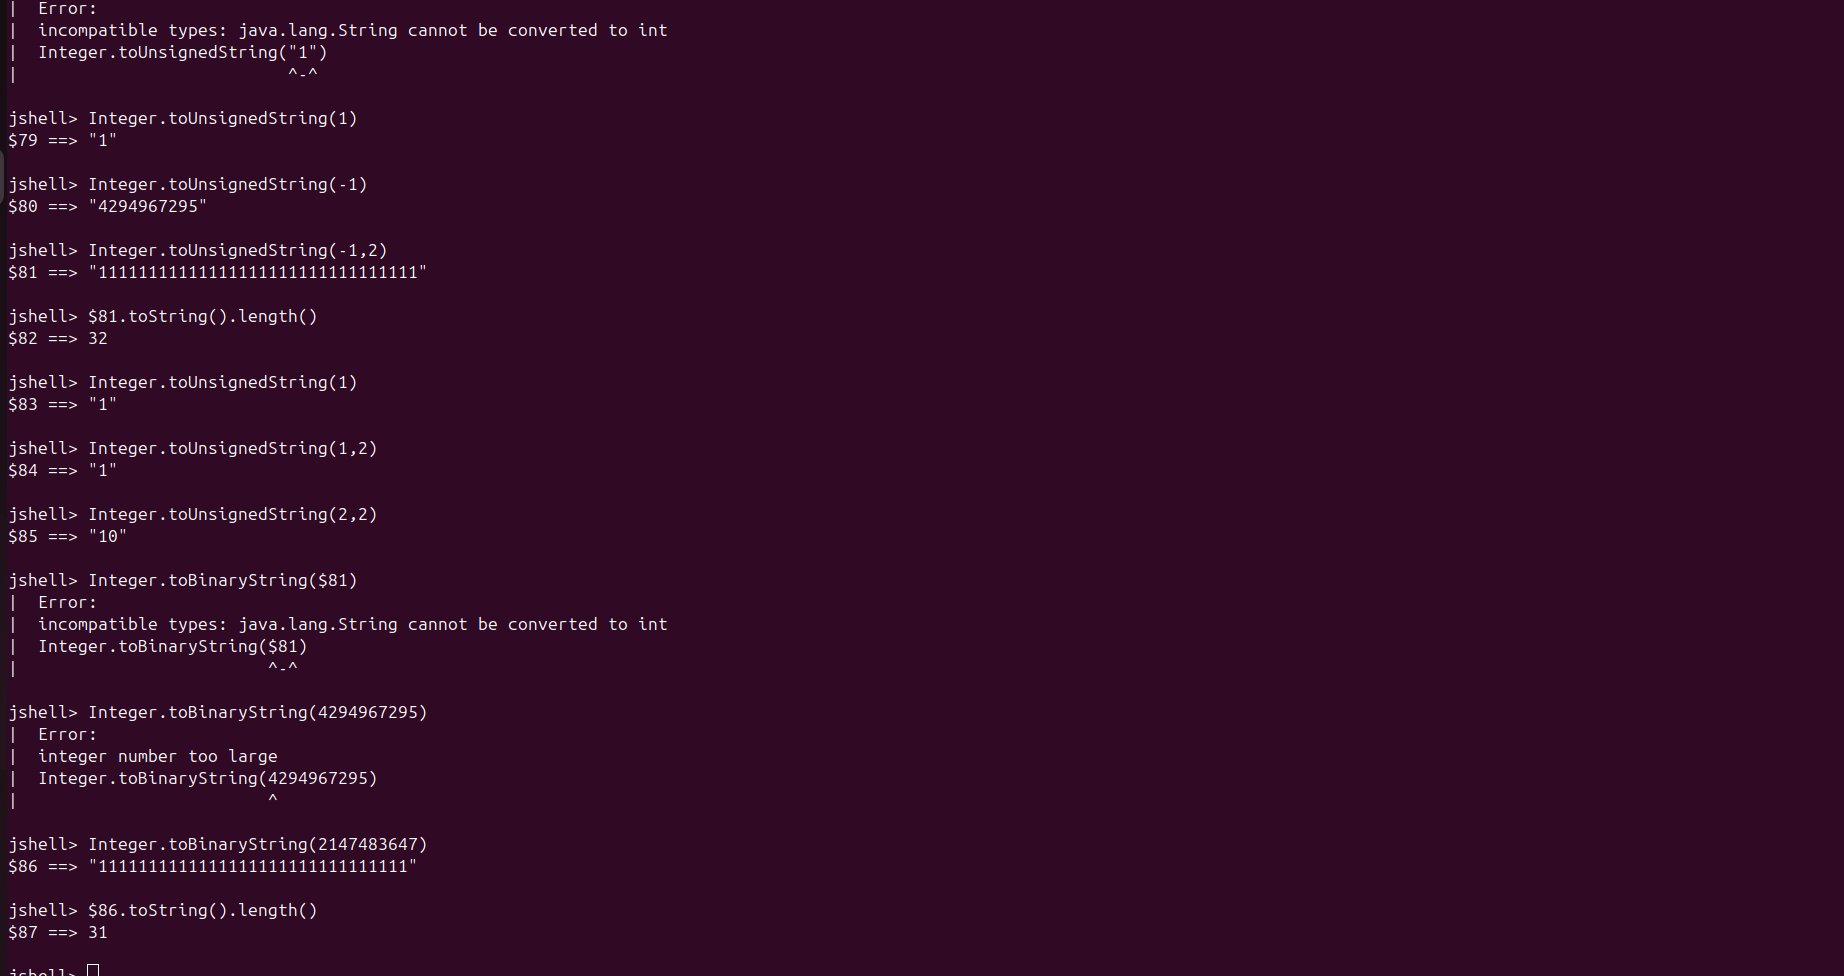 |  Error:
|  incompatible types: java.lang.String cannot be converted to int
|  Integer.toUnsignedString("1")
|                           ^-^
jshell> Integer.toUnsignedString(1)
$79 ==> "1"
jshell> Integer.toUnsignedString(-1)
$80 ==> "4294967295"
jshell> Integer.toUnsignedString(-1,2)
$81 ==> "11111111111111111111111111111111"
jshell> $81.toString().length()
$82 ==> 32
jshell> Integer.toUnsignedString(1)
$83 ==> "1"
jshell> Integer.toUnsignedString(1,2)
$84 ==> "1"
jshell> Integer.toUnsignedString(2,2)
$85 ==> "10"
jshell> Integer.toBinaryString($81)
|  Error:
|  incompatible types: java.lang.String cannot be converted to int
|  Integer.toBinaryString($81)
|                         ^-^
jshell> Integer.toBinaryString(4294967295)
|  Error:
|  integer number too large
|  Integer.toBinaryString(4294967295)
|                         ^
jshell> Integer.toBinaryString(2147483647)
$86 ==> "1111111111111111111111111111111"
jshell> $86.toString().length()
$87 ==> 31
jshell>